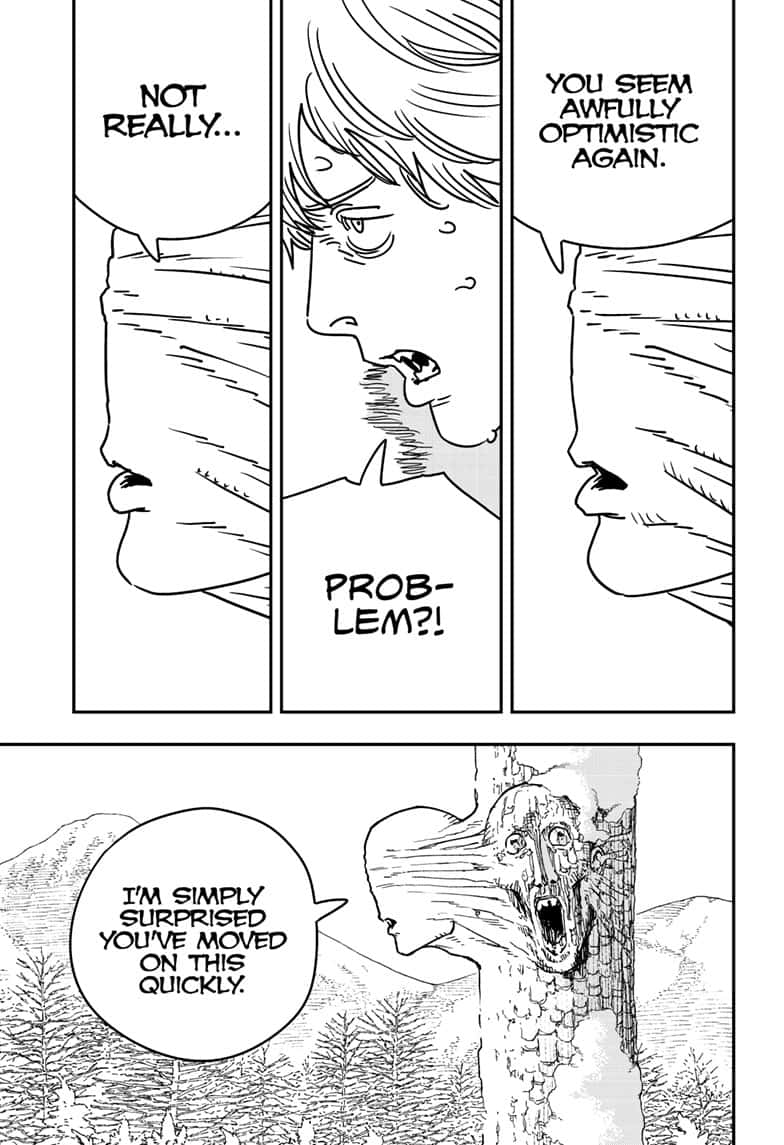 YOU SEEM
AWFULLY
OPTIMISTIC
AGAIN.
PROB-
LEM?!
NOT
REALLY...
I'M SIMPLY
SURPRISED
YOU'VE MOVED
ON THIS
QUICKLY.